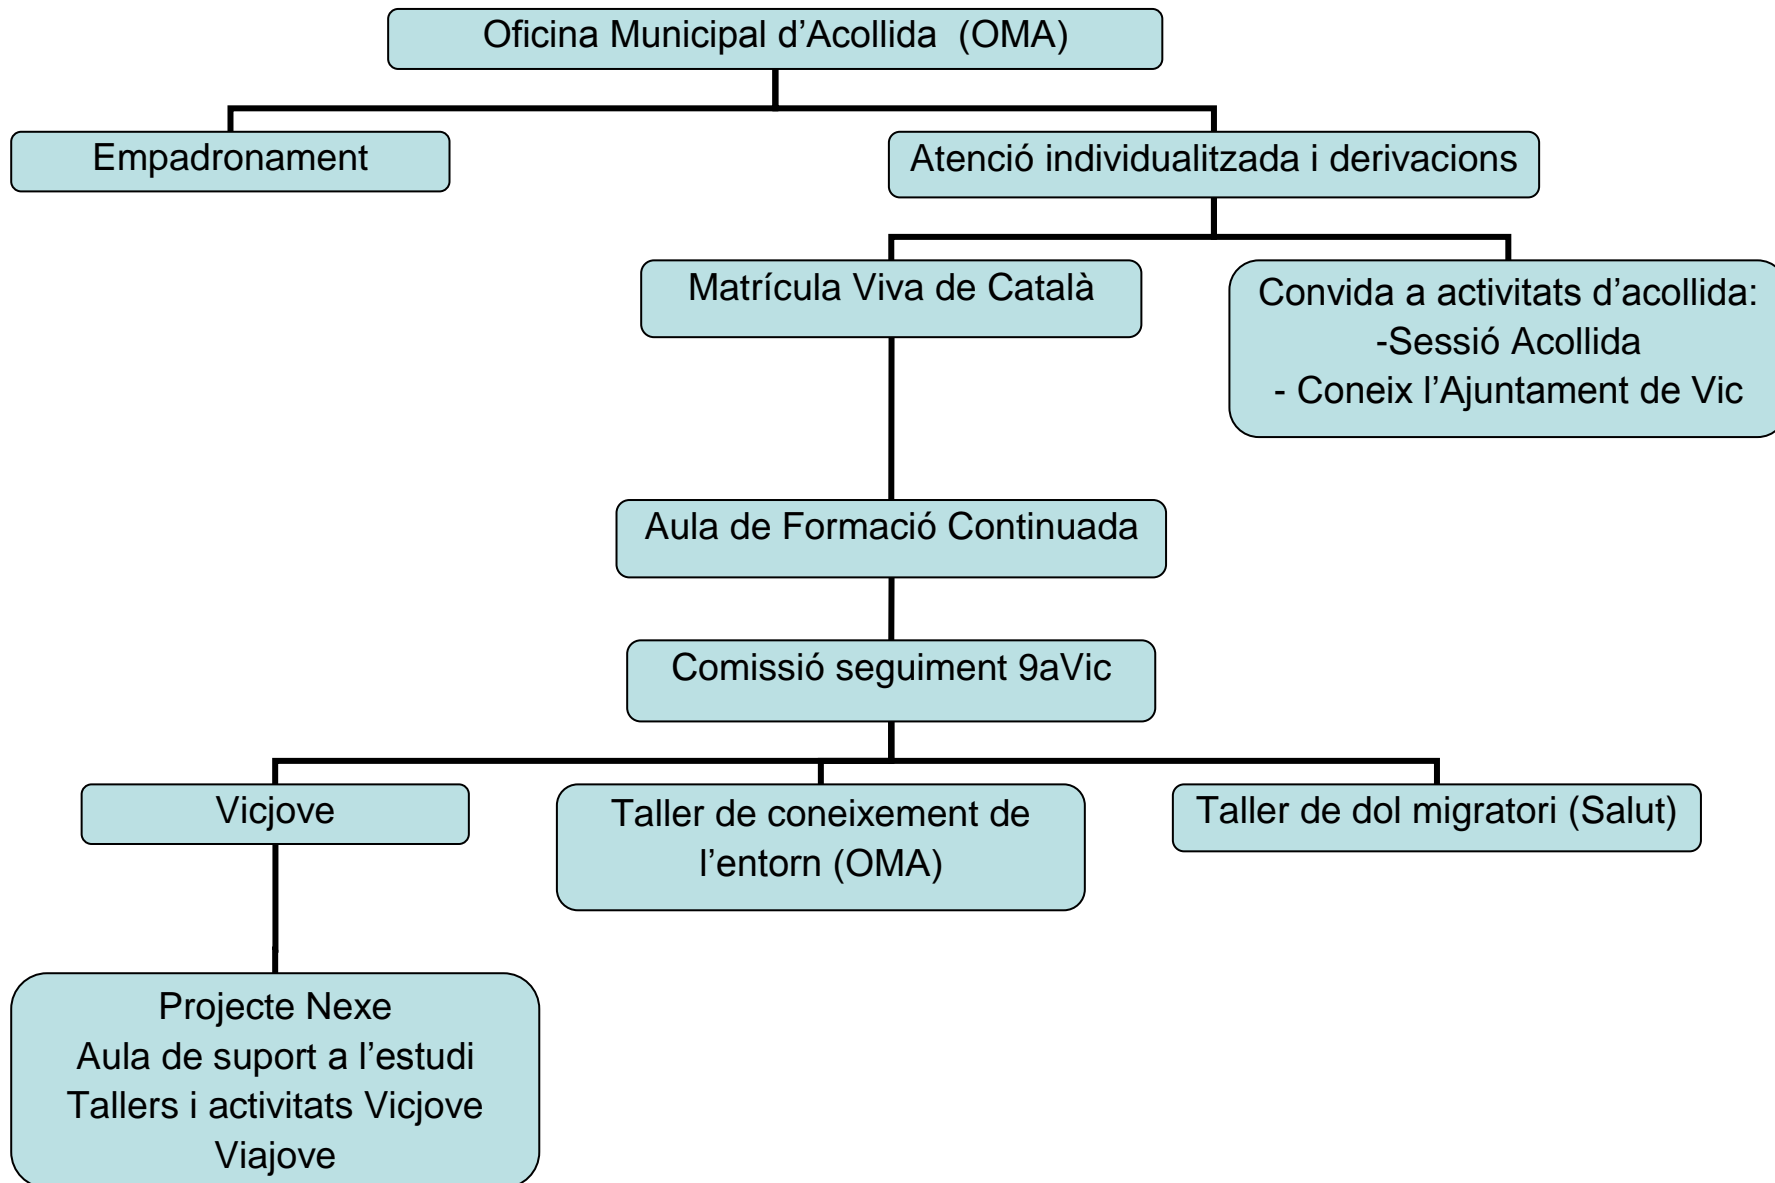 Oficina Municipal d’Acollida (OMA)
Empadronament
Atenció individualitzada i derivacions
Matrícula Viva de Català
Convida a activitats d’acollida:
-Sessió Acollida
- Coneix l’Ajuntament de Vic
Aula de Formació Continuada
Comissió seguiment 9aVic
Vicjove
Taller de coneixement de
l’entorn (OMA)
Taller de dol migratori (Salut)
Projecte Nexe
Aula de suport a l’estudi
Tallers i activitats Vicjove
Viajove